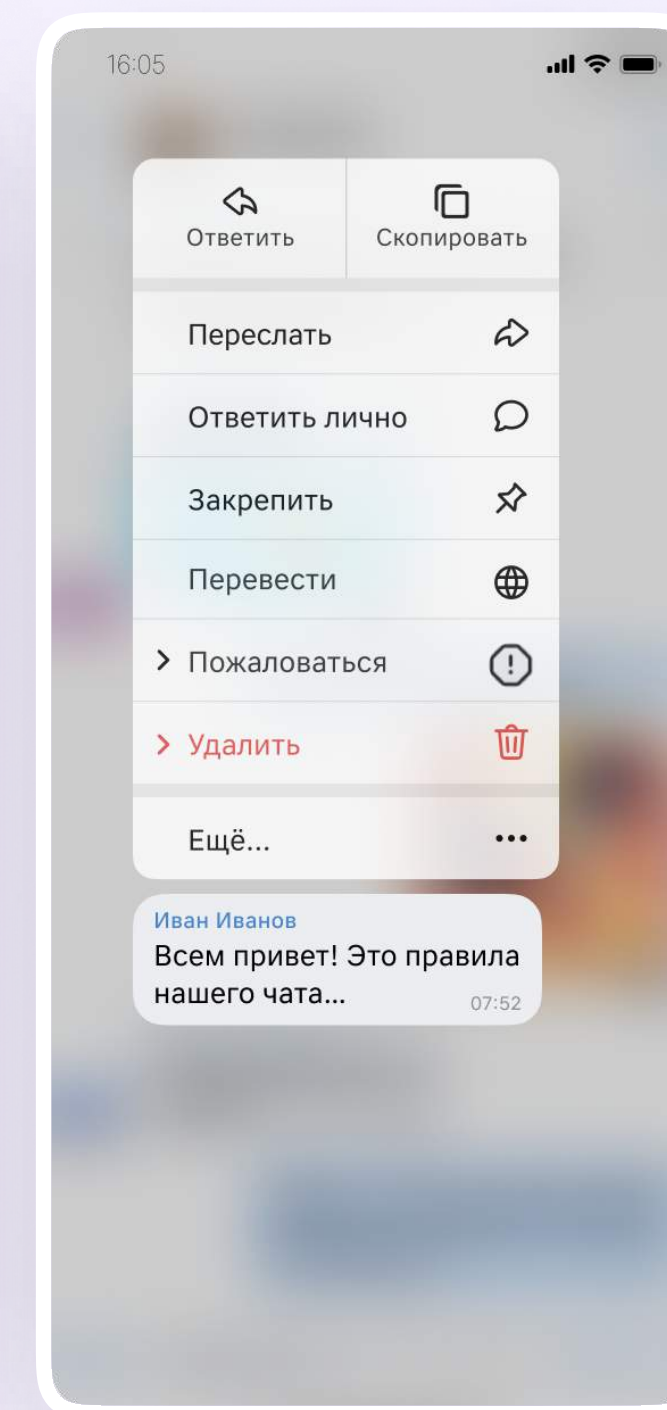 16:05
Ответить
Скопировать
Переслать
Ответить лично
Закрепить
Перевести
Пожаловаться
Удалить
Ещё...
Иван Иванов
Всем привет! Это правила
нашего чата...
07:52